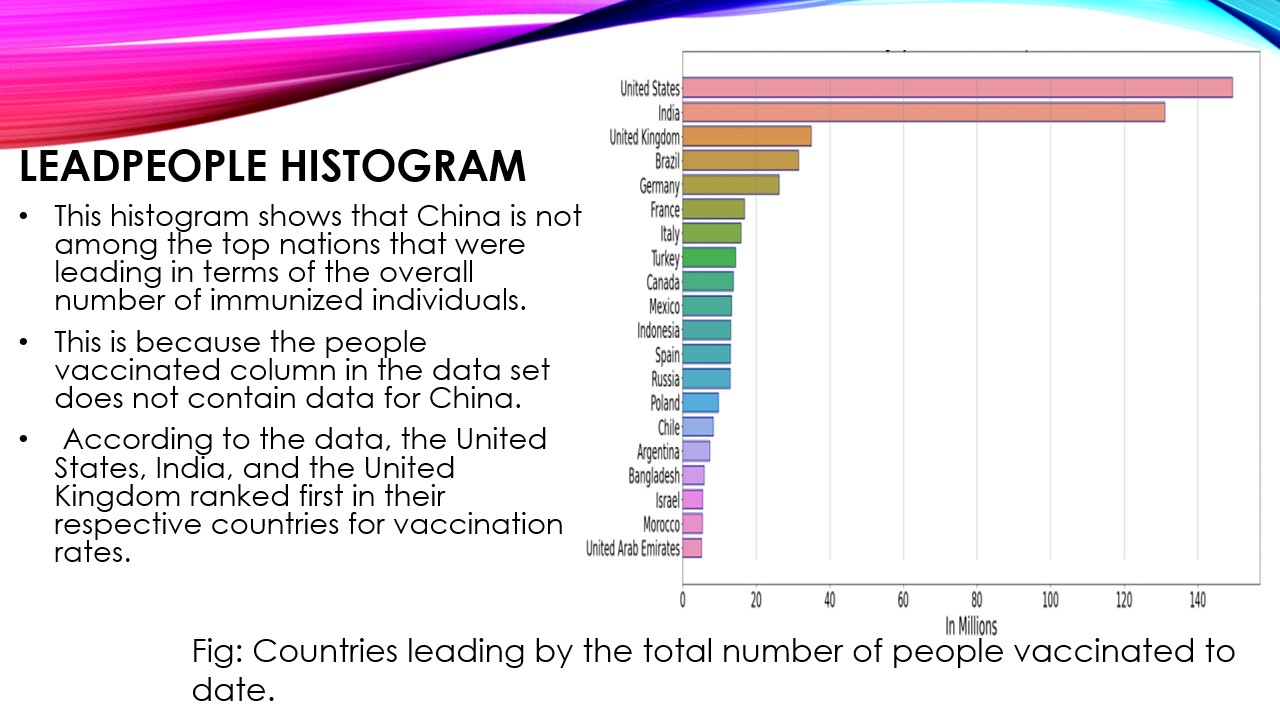 LEADPEOPLE HISTOGRAM
• This histogram shows that China is not
among the top nations that were
leading in terms of the overall
number of immunized individuals.
• This is because the people
vaccinated column in the data set
does not contain data for China.
• According to the data, the United
States, India, and the United
Kingdom ranked first in their
respective countries for vaccination
rates.
United States
India
United Kingdom
Brazil
Germany
France
Italy
Turkey
Canada
Mexico
Indonesia
Spain
Russia
Poland
Chile
Argentina
Bangladesh
Israel
Morocco
United Arab Emirates
0 20 40 60 80 100 120 140
In Millions
Fig: Countries leading by the total number of people vaccinated to
date.